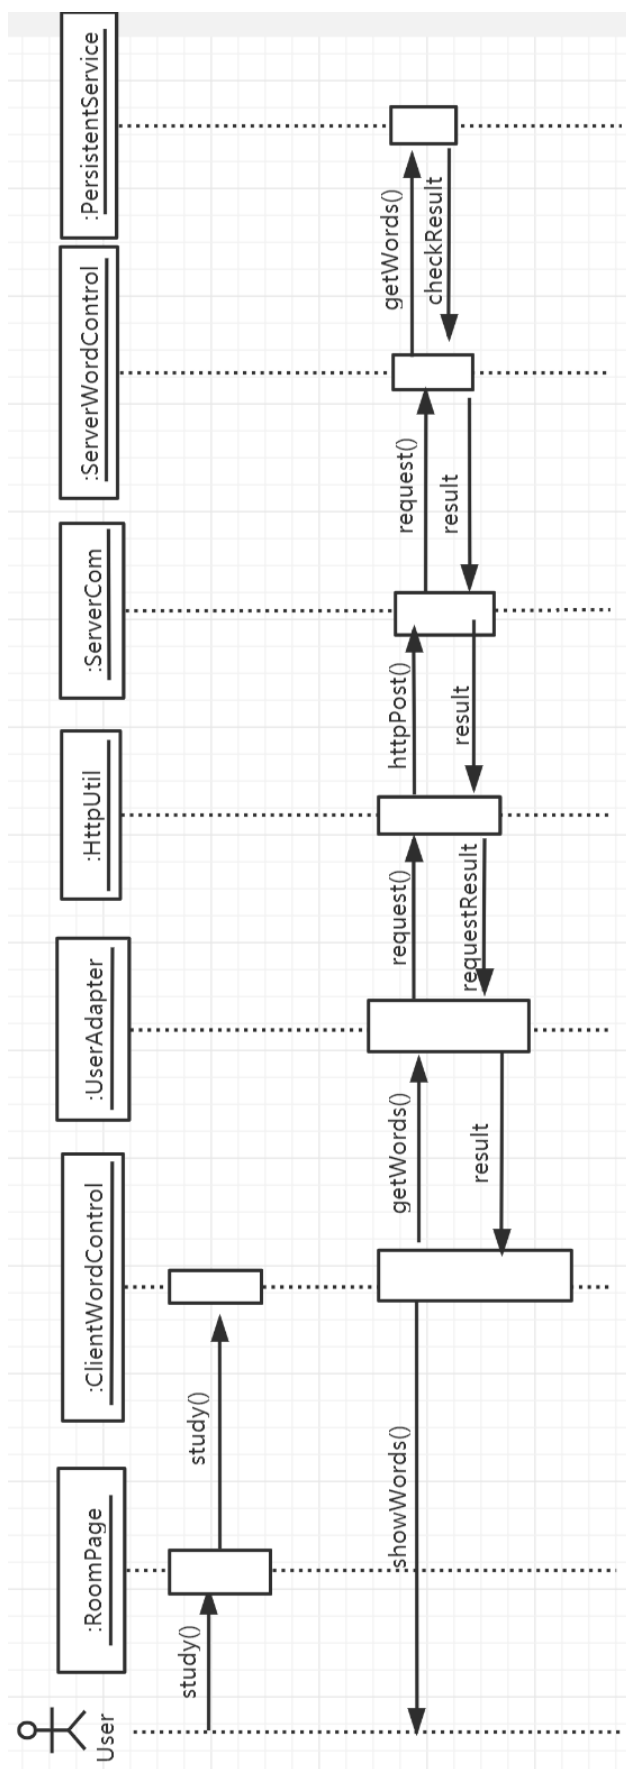 User
:RoomPage
:ClientWordControl
:UserAdapter
:HttpUtil
:ServerCom
:ServerWordControl
:PersistentService
study()
study()
showWords()
getWords()
request()
httpPost()
request()
getWords()
checkResult
result
result
requestResult
result